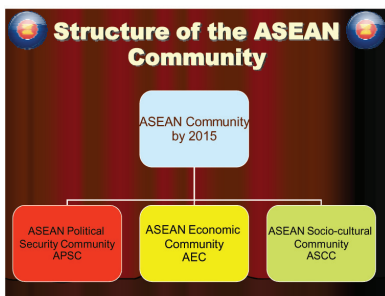 Structure of the ASEAN
Community
ASEAN Community
by 2015
ASEAN Political
Security Community
APSC
ASEAN Economic
Community
AEC
ASEAN Socio-cultural
Community
ASCC